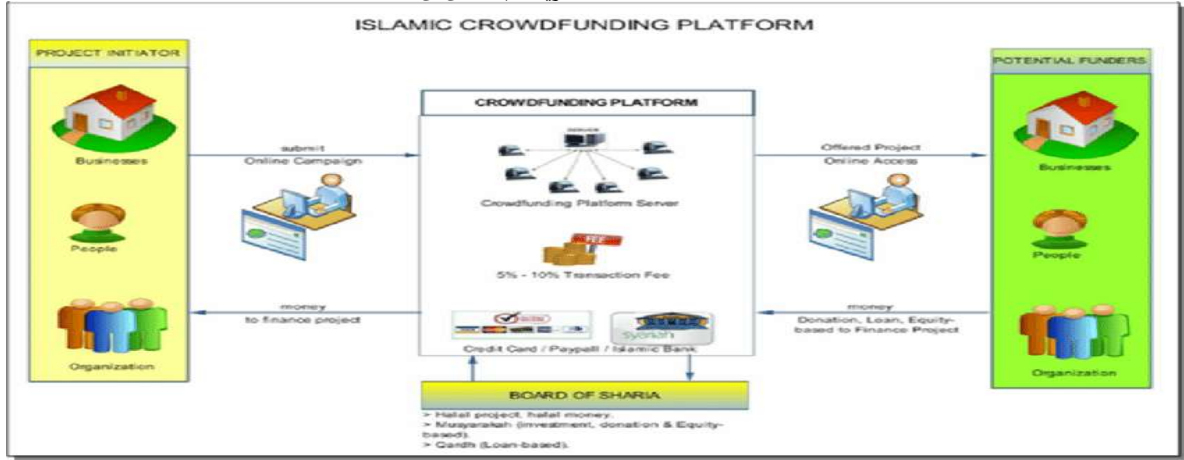 ISLAMIC CROWDFUNDING PLATFORM
PROJECT INITIATOR
Businesses
People
Organization
submit
Online Campaign
money
to finance project
CROWDFUNDING PLATFORM
SERVER
Crowdfunding Platform Server
FEE
5% - 10% Transaction Fee
syariah
Credit Card / Paypall / Islamic Bank
BOARD OF SHARIA
> Halal project, halal money.
> Musyarakah (investment, donation & Equity-
based).
> Qardh (Loan-based).
Offered Project
Online Access
money
Donation, Loan, Equity-
based to Finance Project
POTENTIAL FUNDERS
Businesses
People
Organization